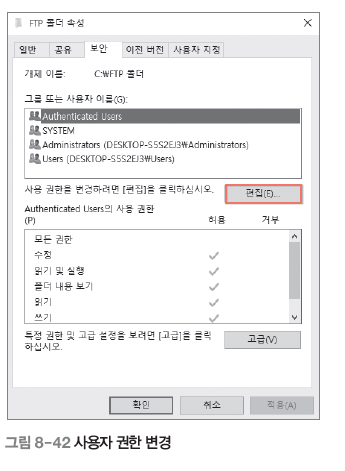 FTP 폴더 속성
일반 공유 보안 이전 버전 사용자 지정
개체 이름: C:₩FTP 폴더
그룹 또는 사용자 이름(G):
Authenticated Users
SYSTEM
Administrators (DESKTOP-S5S2EJ3₩Administrators)
Users (DESKTOP-S5S2EJ3₩Users)
사용 권한을 변경하려면 [편집]을 클릭하십시오. 편집(E)...
Authenticated Users의 사용 권한
(P) 허용 거부
모든 권한
수정
읽기 및 실행
폴더 내용 보기
읽기
쓰기
특정 권한 및 고급 설정을 보려면 [고급]을 클릭
하십시오. 고급(V)
확인 취소 적용(A)
그림 8-42 사용자 권한 변경